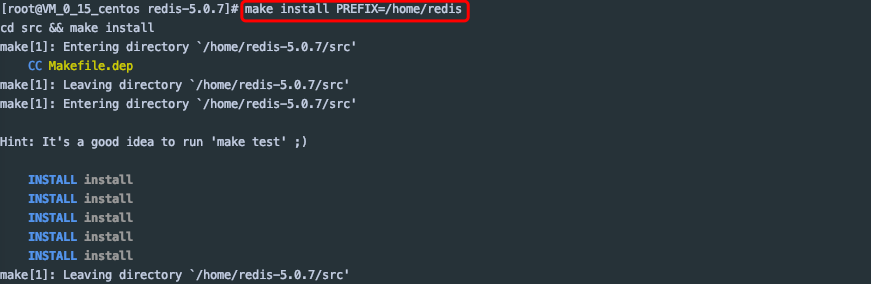 [root@VM_0_15_centos redis-5.0.7]# make install PREFIX=/home/redis
cd src && make install
make[1]: Entering directory `/home/redis-5.0.7/src'
CC Makefile.dep
make[1]: Leaving directory `/home/redis-5.0.7/src'
make[1]: Entering directory `/home/redis-5.0.7/src'
Hint: It's a good idea to run 'make test' ;)
INSTALL install
INSTALL install
INSTALL install
INSTALL install
INSTALL install
make[1]: Leaving directory `/home/redis-5.0.7/src'